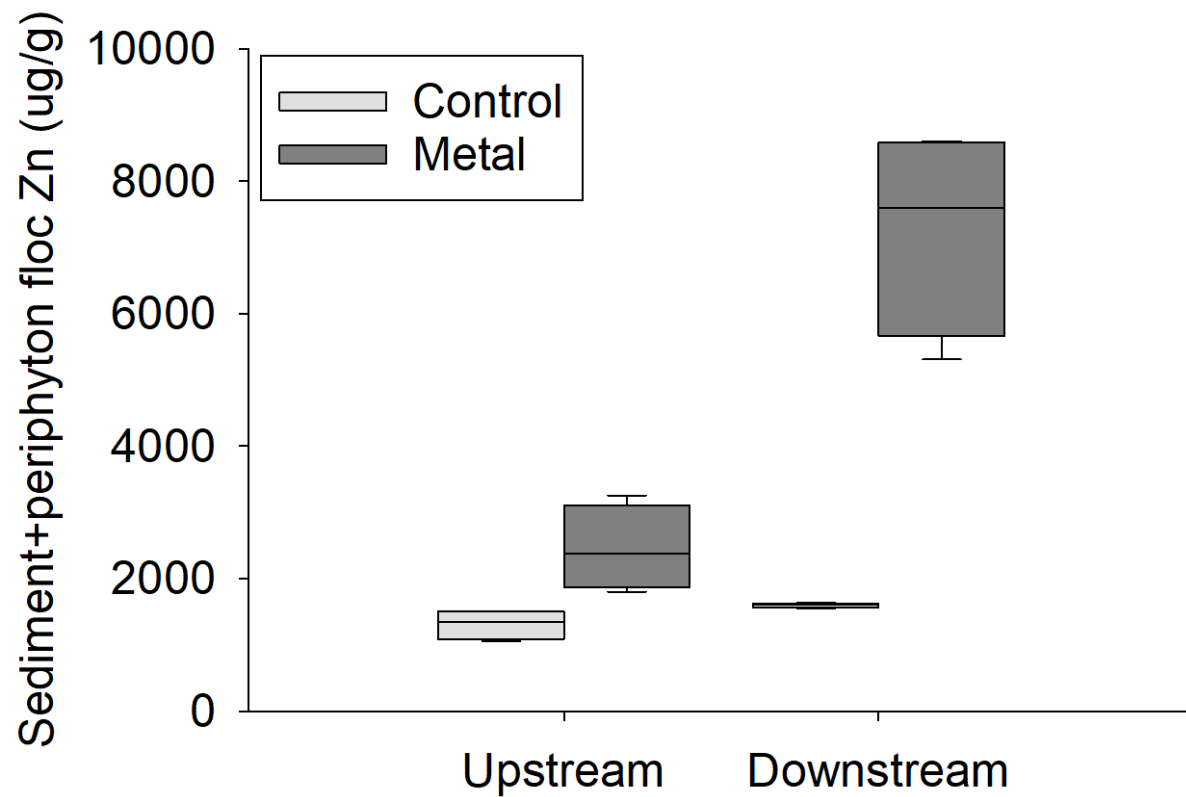 Sediment+periphyton floc Zn (ug/g)
10000
8000
6000
4000
2000
0
Control
Metal
Upstream
Downstream